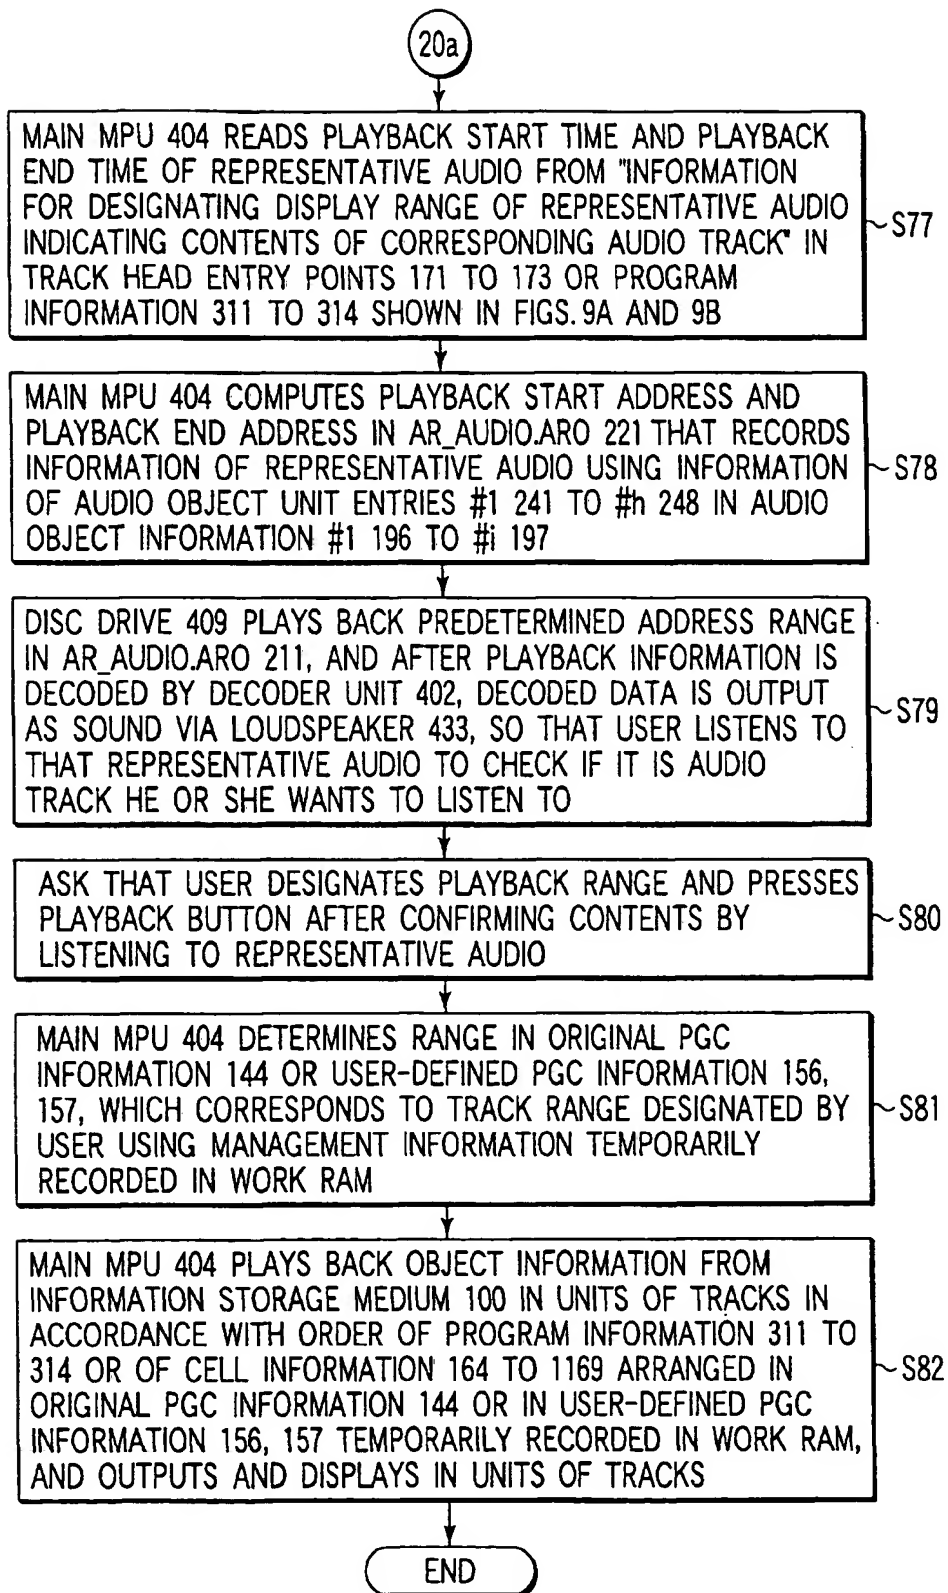 20a
MAIN MPU 404 READS PLAYBACK START TIME AND PLAYBACK
END TIME OF REPRESENTATIVE AUDIO FROM "INFORMATION
FOR DESIGNATING DISPLAY RANGE OF REPRESENTATIVE AUDIO
INDICATING CONTENTS OF CORRESPONDING AUDIO TRACK" IN
TRACK HEAD ENTRY POINTS 171 TO 173 OR PROGRAM
INFORMATION 311 TO 314 SHOWN IN FIGS. 9A AND 9B
S77
MAIN MPU 404 COMPUTES PLAYBACK START ADDRESS AND
PLAYBACK END ADDRESS IN AR_AUDIO.ARO 221 THAT RECORDS
INFORMATION OF REPRESENTATIVE AUDIO USING INFORMATION
OF AUDIO OBJECT UNIT ENTRIES #1 241 TO #h 248 IN AUDIO
OBJECT INFORMATION #1 196 TO #i 197
S78
DISC DRIVE 409 PLAYS BACK PREDETERMINED ADDRESS RANGE
IN AR_AUDIO.ARO 211, AND AFTER PLAYBACK INFORMATION IS
DECODED BY DECODER UNIT 402, DECODED DATA IS OUTPUT
AS SOUND VIA LOUDSPEAKER 433, SO THAT USER LISTENS TO
THAT REPRESENTATIVE AUDIO TO CHECK IF IT IS AUDIO
TRACK HE OR SHE WANTS TO LISTEN TO
S79
ASK THAT USER DESIGNATES PLAYBACK RANGE AND PRESSES
PLAYBACK BUTTON AFTER CONFIRMING CONTENTS BY
LISTENING TO REPRESENTATIVE AUDIO
S80
MAIN MPU 404 DETERMINES RANGE IN ORIGINAL PGC
INFORMATION 144 OR USER-DEFINED PGC INFORMATION 156,
157, WHICH CORRESPONDS TO TRACK RANGE DESIGNATED BY
USER USING MANAGEMENT INFORMATION TEMPORARILY
RECORDED IN WORK RAM
S81
MAIN MPU 404 PLAYS BACK OBJECT INFORMATION FROM
INFORMATION STORAGE MEDIUM 100 IN UNITS OF TRACKS IN
ACCORDANCE WITH ORDER OF PROGRAM INFORMATION 311 TO
314 OR OF CELL INFORMATION 164 TO 1169 ARRANGED IN
ORIGINAL PGC INFORMATION 144 OR IN USER-DEFINED PGC
INFORMATION 156, 157 TEMPORARILY RECORDED IN WORK RAM,
AND OUTPUTS AND DISPLAYS IN UNITS OF TRACKS
S82
END